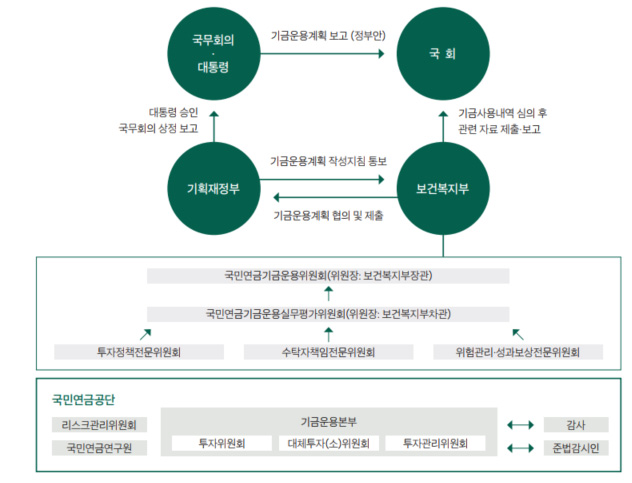 국무회의
·
대통령
기금운용계획 보고 (정부안)
국 회
대통령 승인
국무회의 상정 보고
기금사용내역 심의 후
관련 자료 제출·보고
기획재정부
기금운용계획 작성지침 통보
기금운용계획 협의 및 제출
보건복지부
국민연금기금운용위원회(위원장: 보건복지부장관)
국민연금기금운용실무평가위원회(위원장: 보건복지부차관)
투자정책전문위원회
수탁자책임전문위원회
위험관리·성과보상전문위원회
국민연금공단
리스크관리위원회
국민연금연구원
기금운용본부
투자위원회
대체투자(소)위원회
투자관리위원회
감사
준법감시인